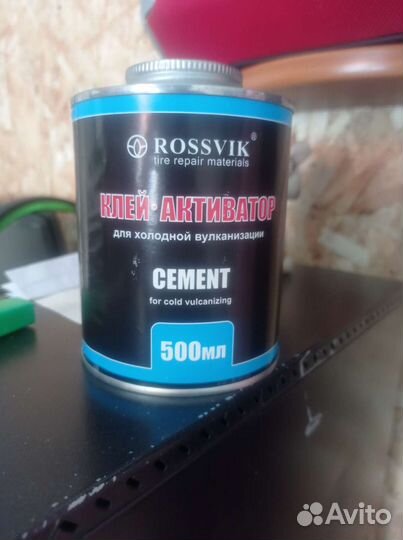 ROSSVIK®
tire repair materials
КЛЕЙ-АКТИВАТОР
для холодной вулканизации
CEMENT
for cold vulcanizing
500мл
Avito